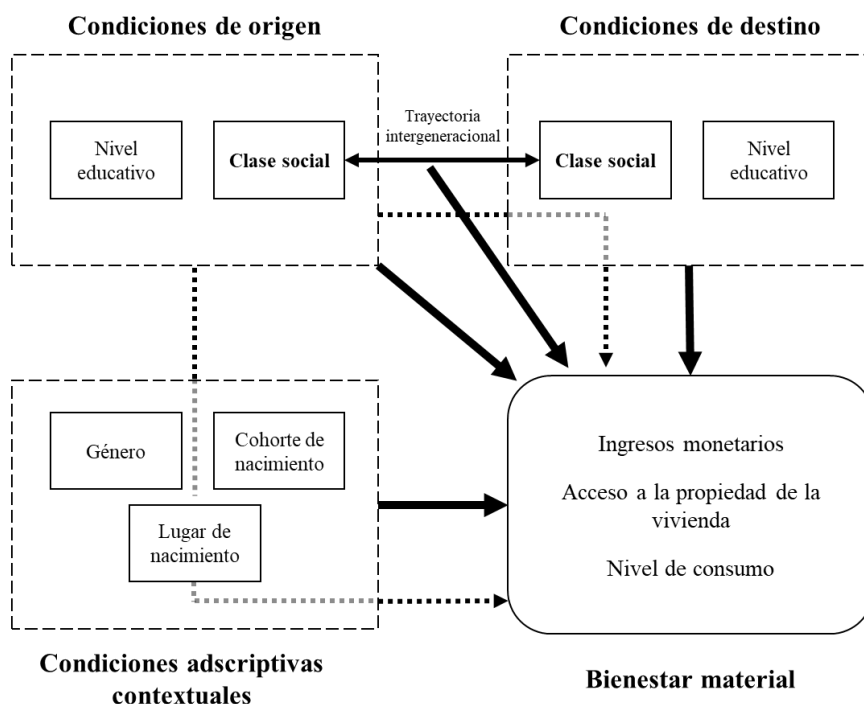 Condiciones de origen
Condiciones de destino
Nivel
educativo
Clase social
Trayectoria
intergeneracional
Clase social
Nivel
educativo
Género
Cohorte de
nacimiento
Lugar de
nacimiento
Ingresos monetarios
Acceso a la propiedad de la
vivienda
Nivel de consumo
Condiciones adscriptivas
contextuales
Bienestar material